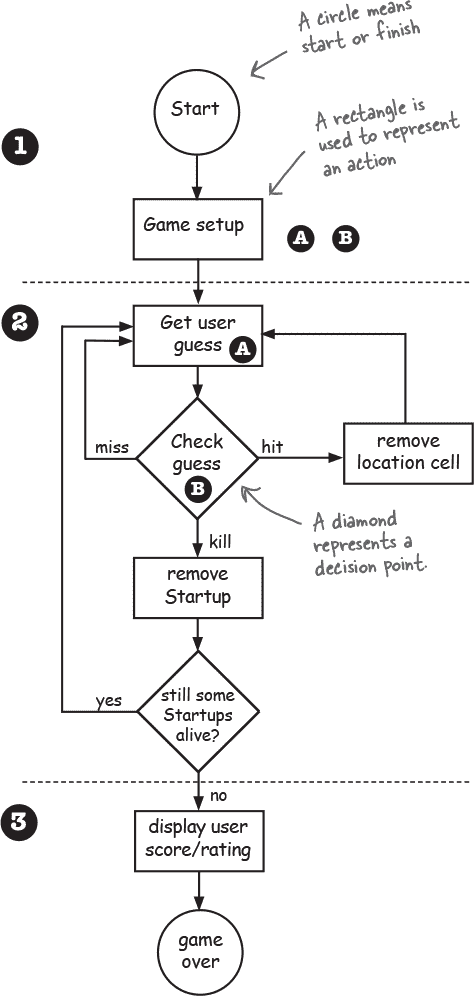 A circle means
start or finish
Start
1
A rectangle is
used to represent
an action
Game setup
A B
2
Get user
guess A
miss
Check
guess
B
hit
remove
location cell
A diamond
represents a
decision point.
kill
remove
Startup
yes
still some
Startups
alive?
no
3
display user
score/rating
game
over